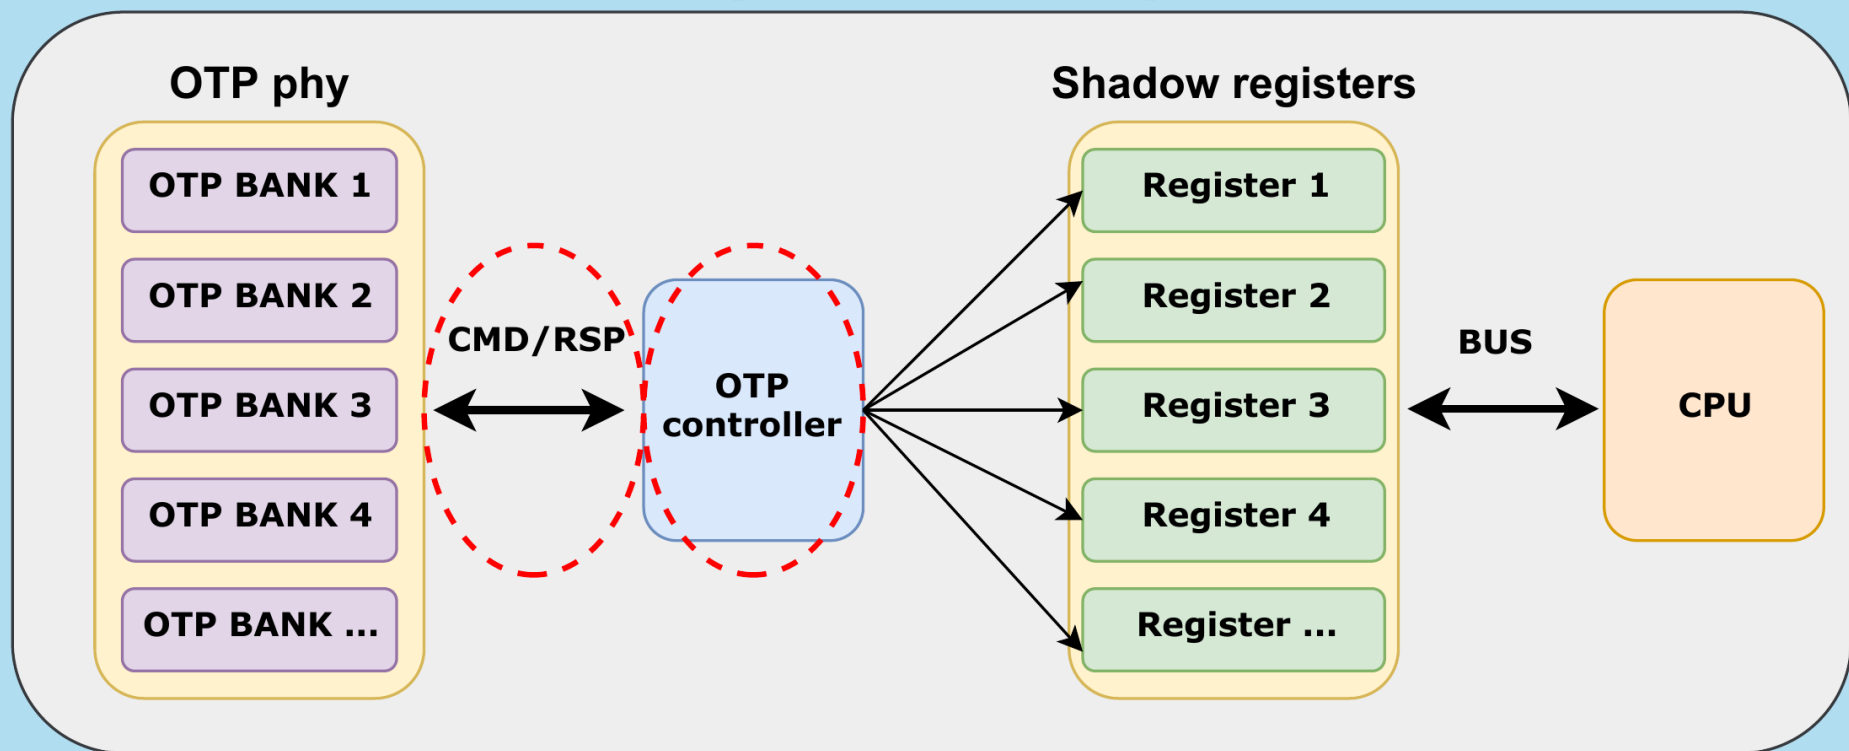 OTP phy
OTP BANK 1
OTP BANK 2
OTP BANK 3
OTP BANK 4
OTP BANK ...
CMD/RSP
OTP
controller
Shadow registers
Register 1
Register 2
Register 3
Register 4
Register ...
BUS
CPU